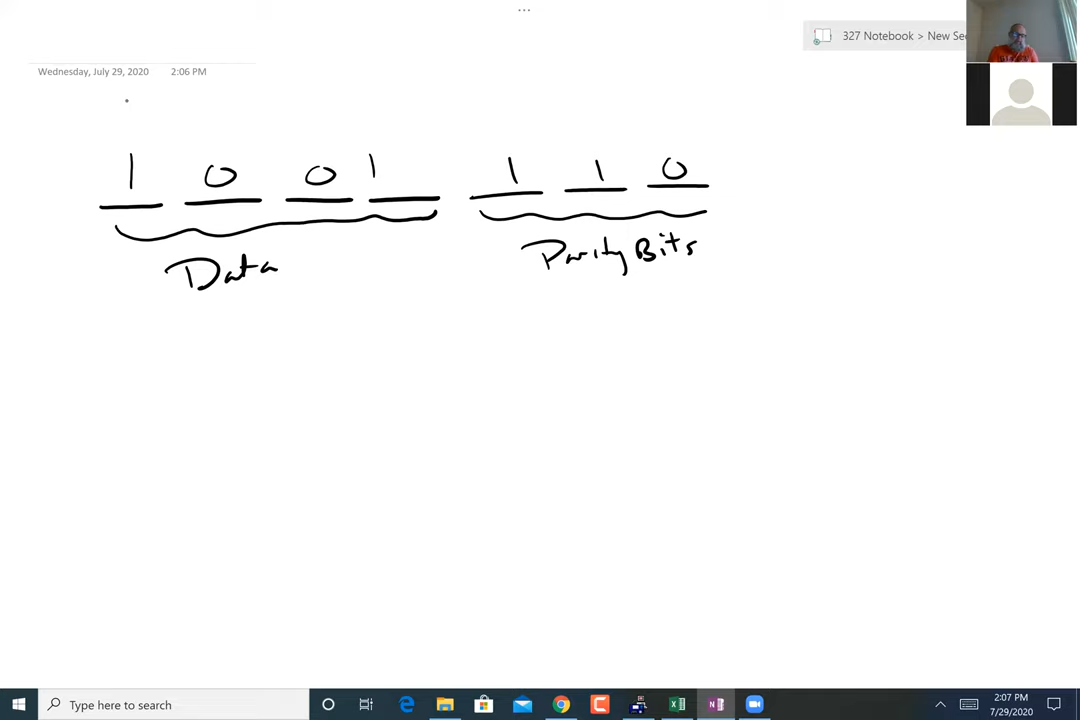 327 Notebook > New Se
Wednesday, July 29, 2020 2:06 PM
1 0 0 1 1 1 0
Data Parity Bits
Type here to search
2:07 PM
7/29/2020